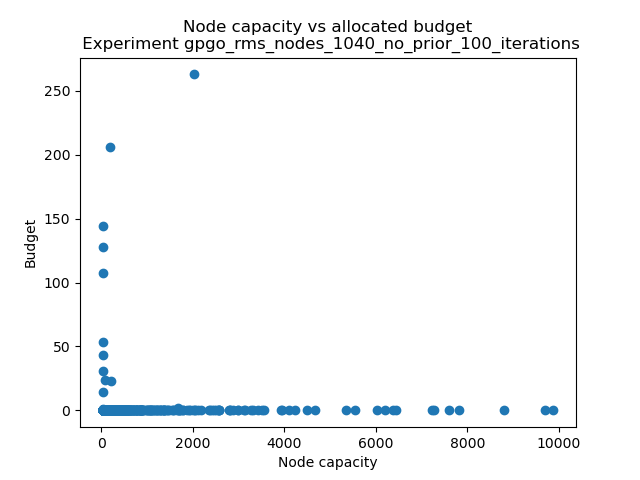 Node capacity vs allocated budget
Experiment gpgo_rms_nodes_1040_no_prior_100_iterations
250
200
150
100
50
0
Budget
0 2000 4000 6000 8000 10000
Node capacity